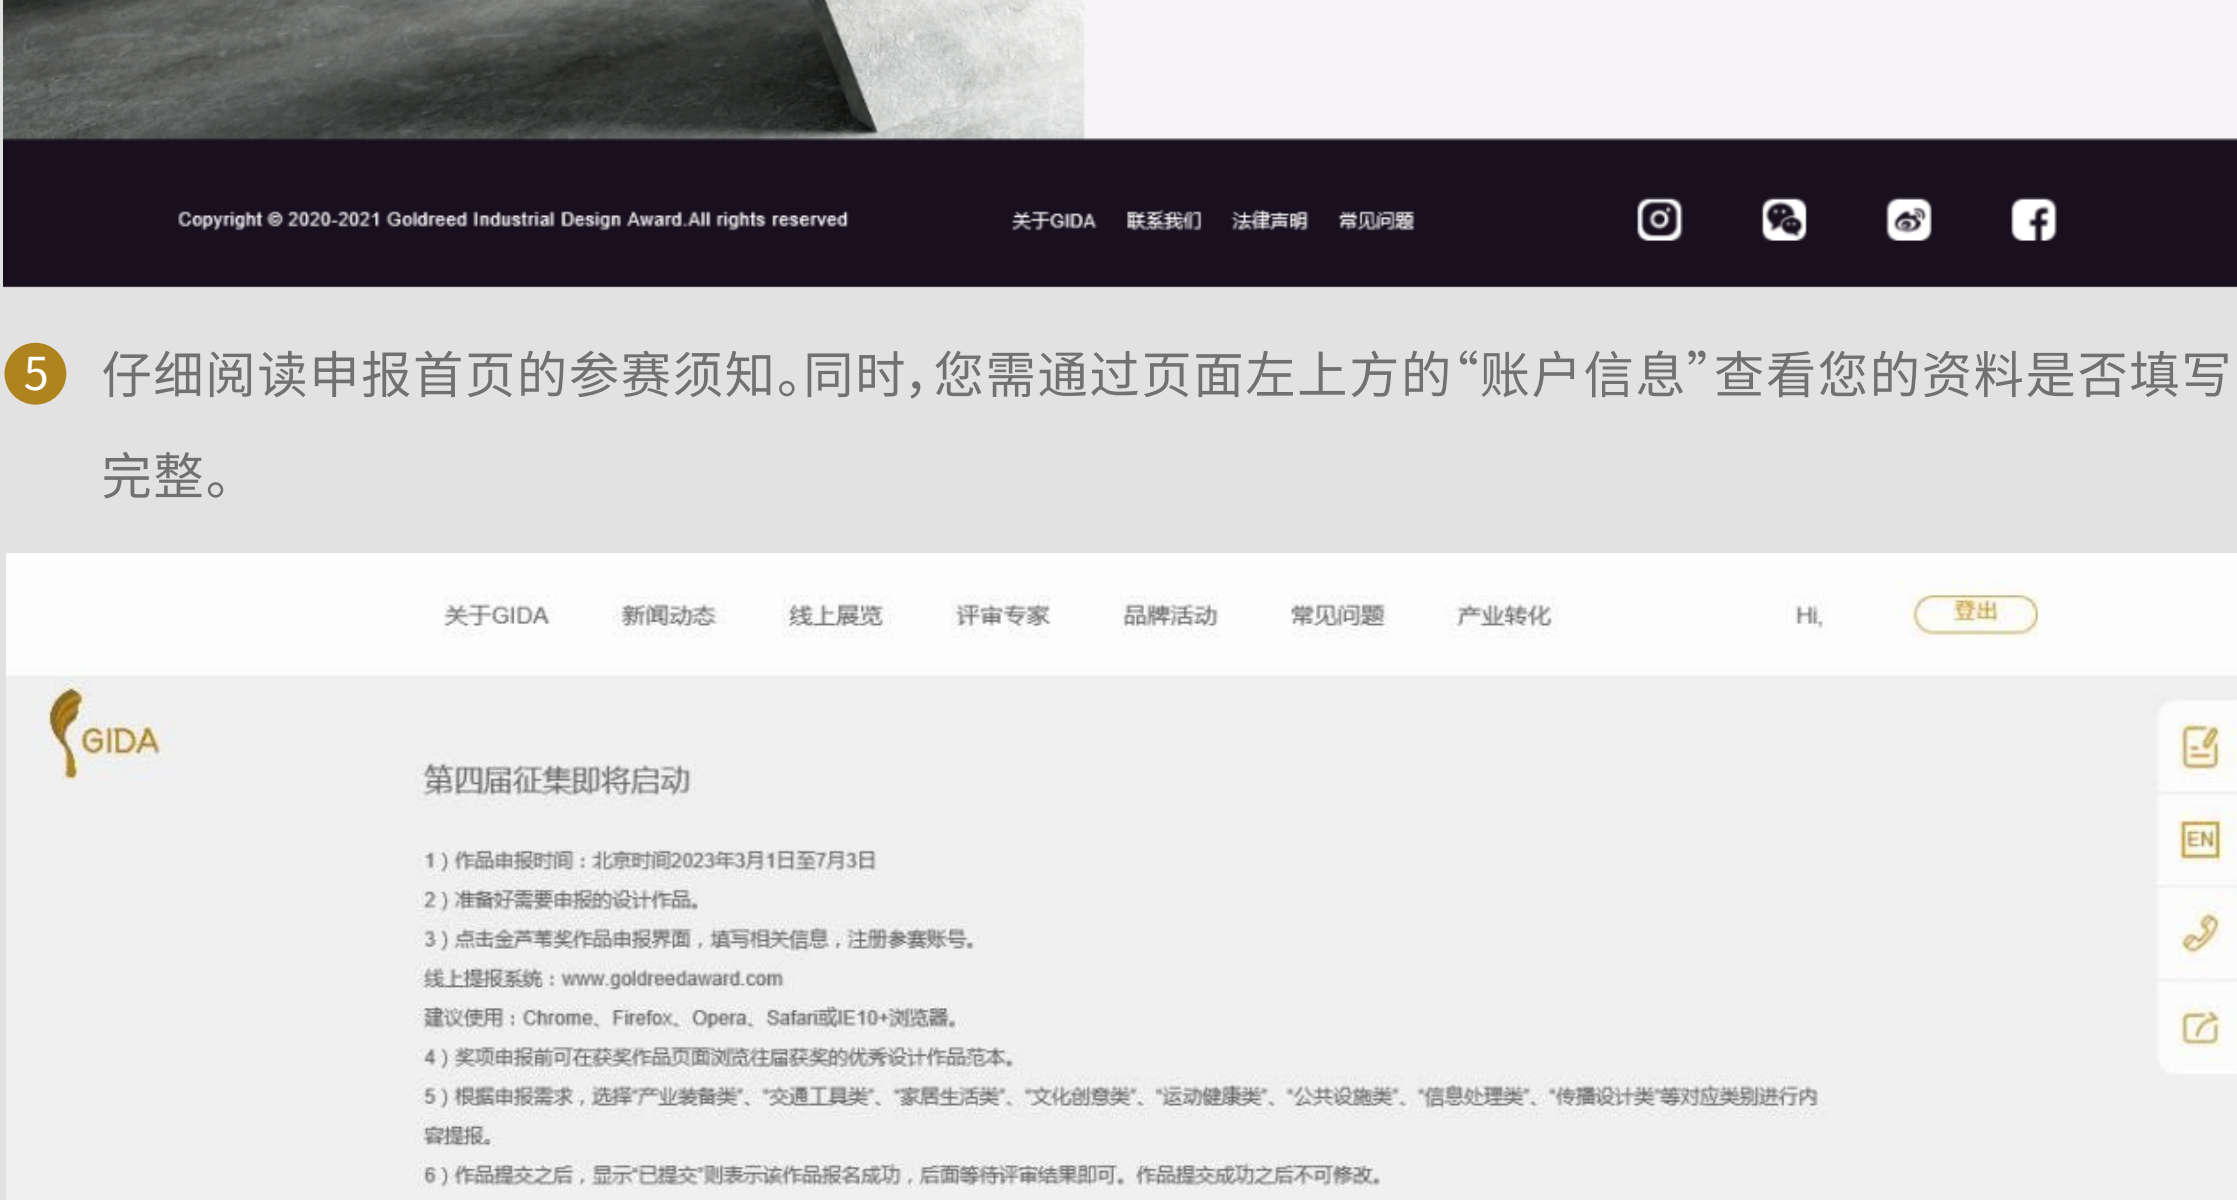 Copyright © 2020-2021 Goldreed Industrial Design Award.All rights reserved 关于GIDA 联系我们 法律声明 常见问题
5 仔细阅读申报首页的参赛须知。同时，您需通过页面左上方的“账户信息”查看您的资料是否填写
完整。
关于GIDA 新闻动态 线上展览 评审专家 品牌活动 常见问题 产业转化 Hi, 登出
GIDA
第四届征集即将启动
EN
1）作品申报时间：北京时间2023年3月1日至7月3日
2）准备好需要申报的设计作品。
3）点击金芦苇奖作品申报界面，填写相关信息，注册参赛账号。
线上提报系统：www.goldreedaward.com
建议使用：Chrome、Firefox、Opera、Safari或IE10+浏览器。
4）奖项申报前可在获奖作品页面浏览往届获奖的优秀设计作品范本。
5）根据申报需求，选择“产业装备类”、“交通工具类”、“家居生活类”、“文化创意类”、“运动健康类”、“公共设施类”、“信息处理类”、“传播设计类”等对应类别进行内
容提报。
6）作品提交之后，显示“已提交”则表示该作品报名成功，后面等待评审结果即可。作品提交成功之后不可修改。